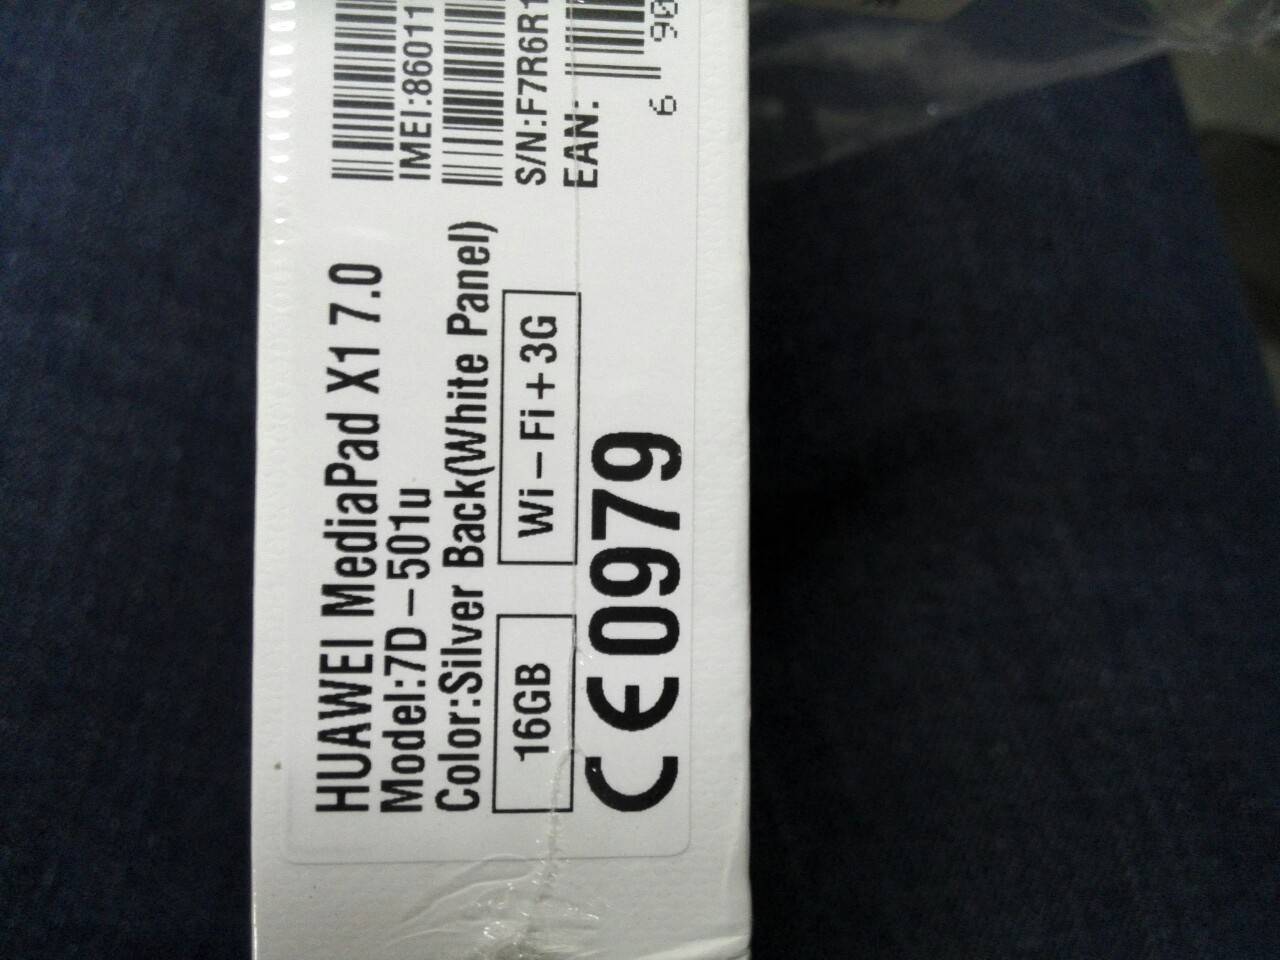 HUAWEI MediaPad X1 7.0
Model:7D-501u
Color:Silver Back(White Panel)
16GB
Wi-Fi+3G
CE0979
IMEI:86011
S/N:F7R6R1
EAN:
6 90